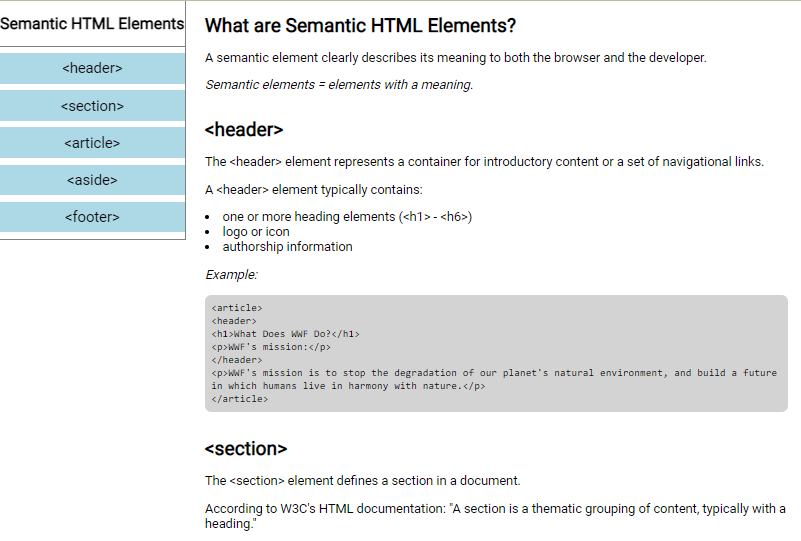 Semantic HTML Elements
<header>
<section>
<article>
<aside>
<footer>
What are Semantic HTML Elements?
A semantic element clearly describes its meaning to both the browser and the developer.
Semantic elements = elements with a meaning.
<header>
The <header> element represents a container for introductory content or a set of navigational links.
A <header> element typically contains:
• one or more heading elements (<h1> - <h6>)
• logo or icon
• authorship information
Example:
<article>
<header>
<h1>What Does WWF Do?</h1>
<p>WWF's mission:</p>
</header>
<p>WWF's mission is to stop the degradation of our planet's natural environment, and build a future
in which humans live in harmony with nature.</p>
</article>
<section>
The <section> element defines a section in a document.
According to W3C's HTML documentation: "A section is a thematic grouping of content, typically with a
heading."